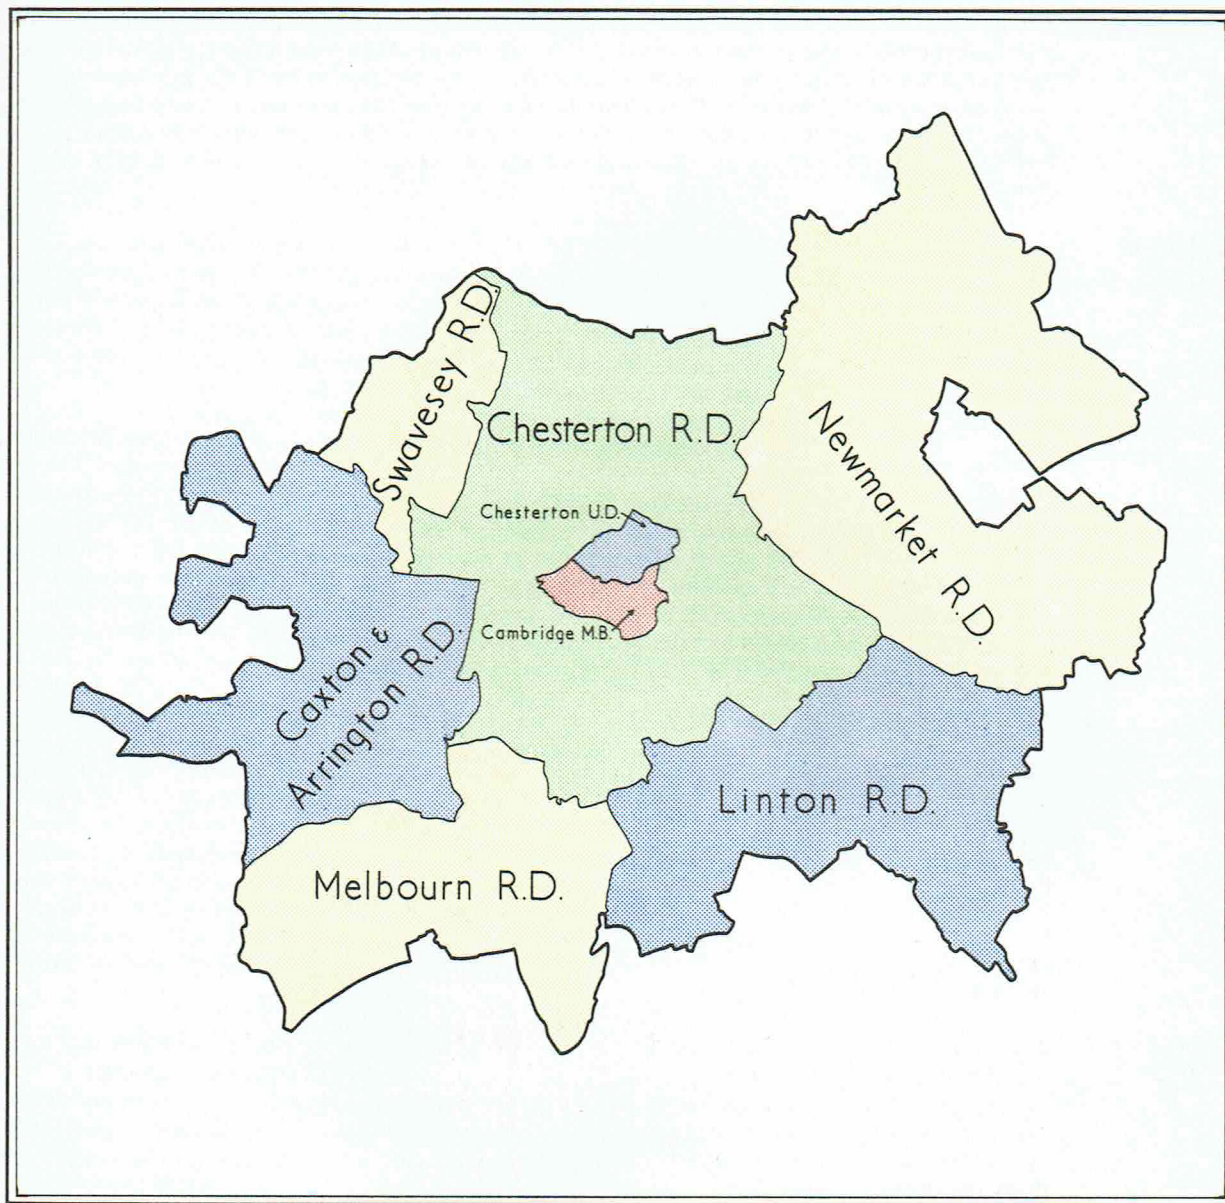 Swavesey R.D.
Chesterton R.D.
Newmarket R.D.
Chesterton U.D.
Cambridge M.B.
Caxton &
Arrington R.D.
Linton R.D.
Melbourn R.D.